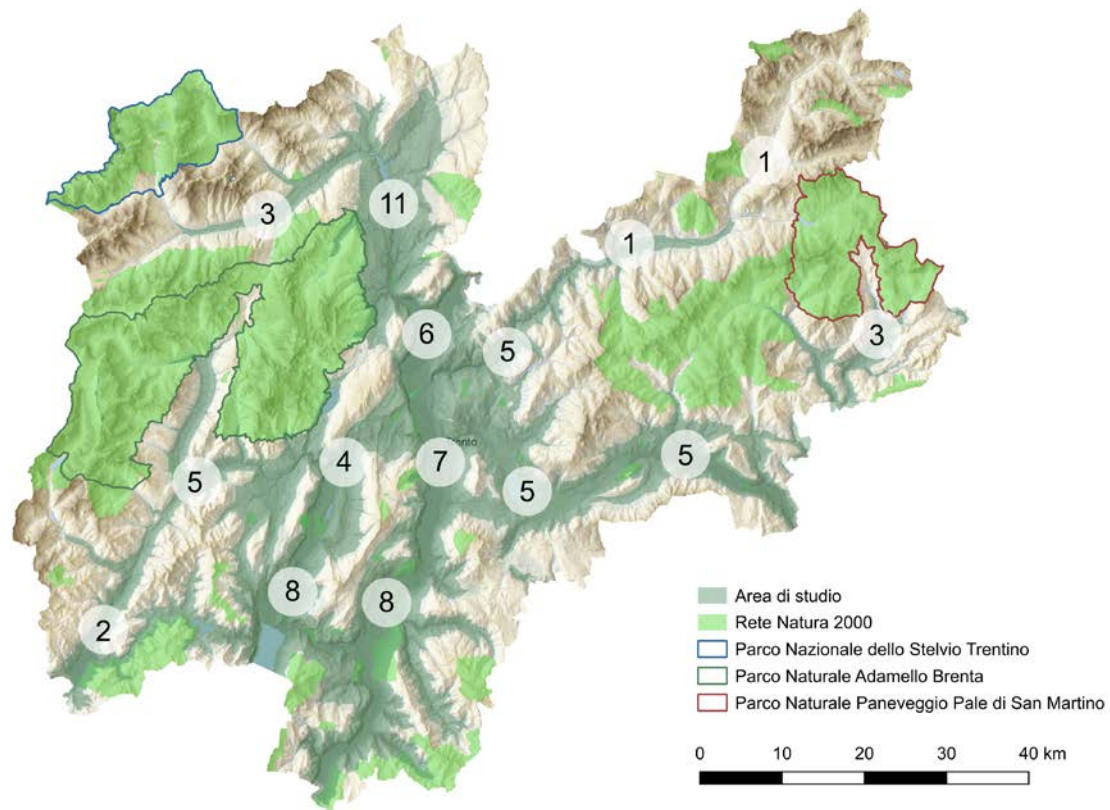 1
11
3
1
6
5
3
Trento
4
7
5
5
5
8
8
2
Area di studio
Rete Natura 2000
Parco Nazionale dello Stelvio Trentino
Parco Naturale Adamello Brenta
Parco Naturale Paneveggio Pale di San Martino
0 10 20 30 40 km